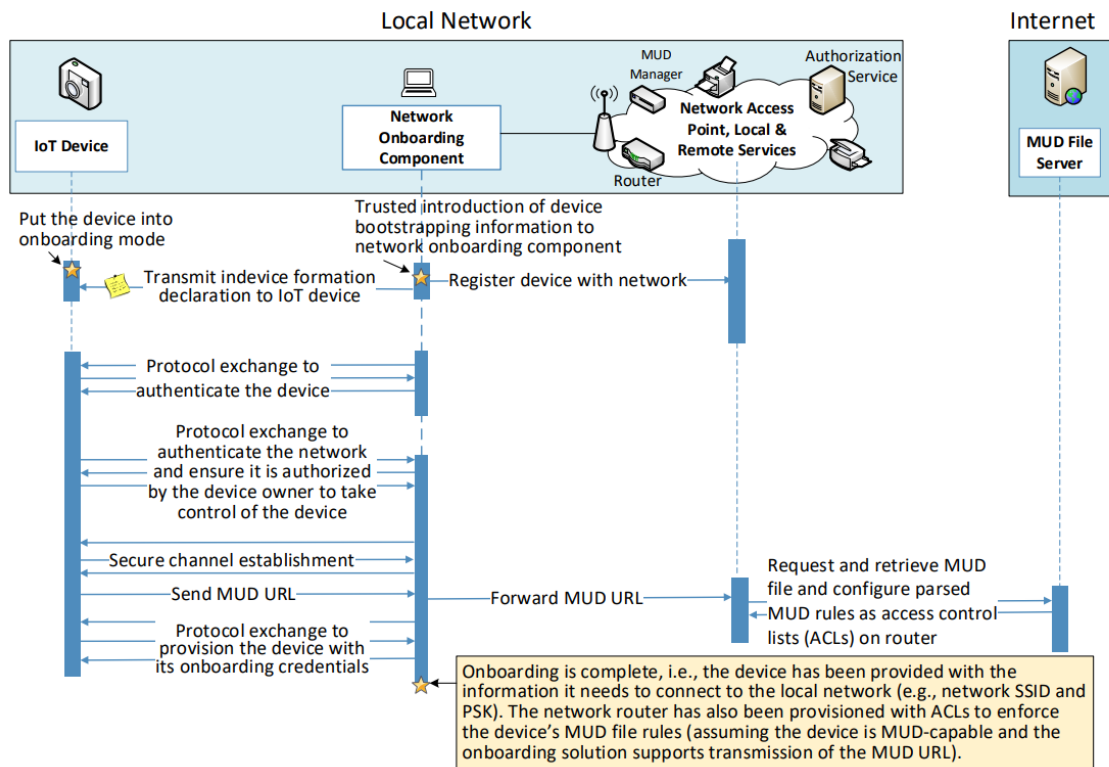 Local Network
Internet
MUD
Manager
Authorization
Service
IoT Device
Network
Onboarding
Component
Network Access
Point, Local &
Remote Services
Router
MUD File
Server
Put the device into
onboarding mode
Trusted introduction of device
bootstrapping information to
network onboarding component
Transmit indevice formation
declaration to IoT device
Register device with network
Protocol exchange to
authenticate the device
Protocol exchange to
authenticate the network
and ensure it is authorized
by the device owner to take
control of the device
Secure channel establishment
Send MUD URL
Forward MUD URL
Request and retrieve MUD
file and configure parsed
MUD rules as access control
lists (ACLs) on router
Protocol exchange to
provision the device with
its onboarding credentials
Onboarding is complete, i.e., the device has been provided with the
information it needs to connect to the local network (e.g., network SSID and
PSK). The network router has also been provisioned with ACLs to enforce
the device's MUD file rules (assuming the device is MUD-capable and the
onboarding solution supports transmission of the MUD URL).